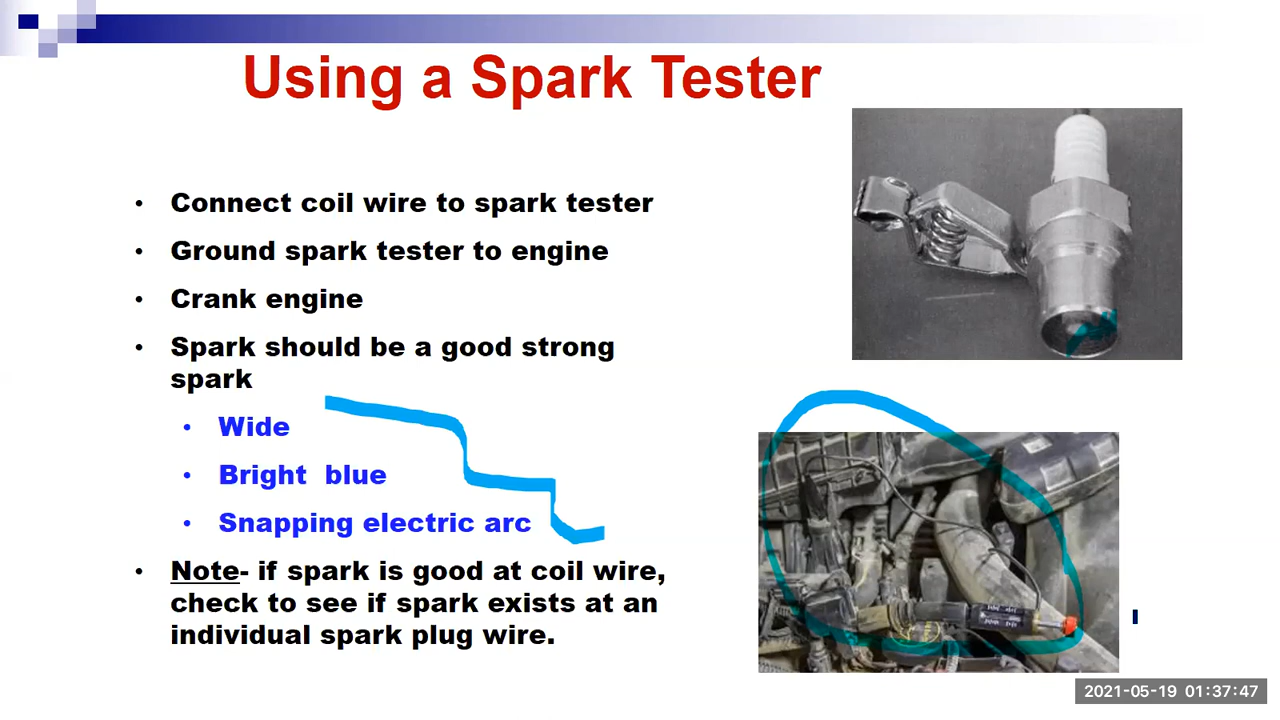 Using a Spark Tester
• Connect coil wire to spark tester
• Ground spark tester to engine
• Crank engine
• Spark should be a good strong
spark
• Wide
• Bright blue
• Snapping electric arc
• Note- if spark is good at coil wire,
check to see if spark exists at an
individual spark plug wire.
2021-05-19 01:37:47